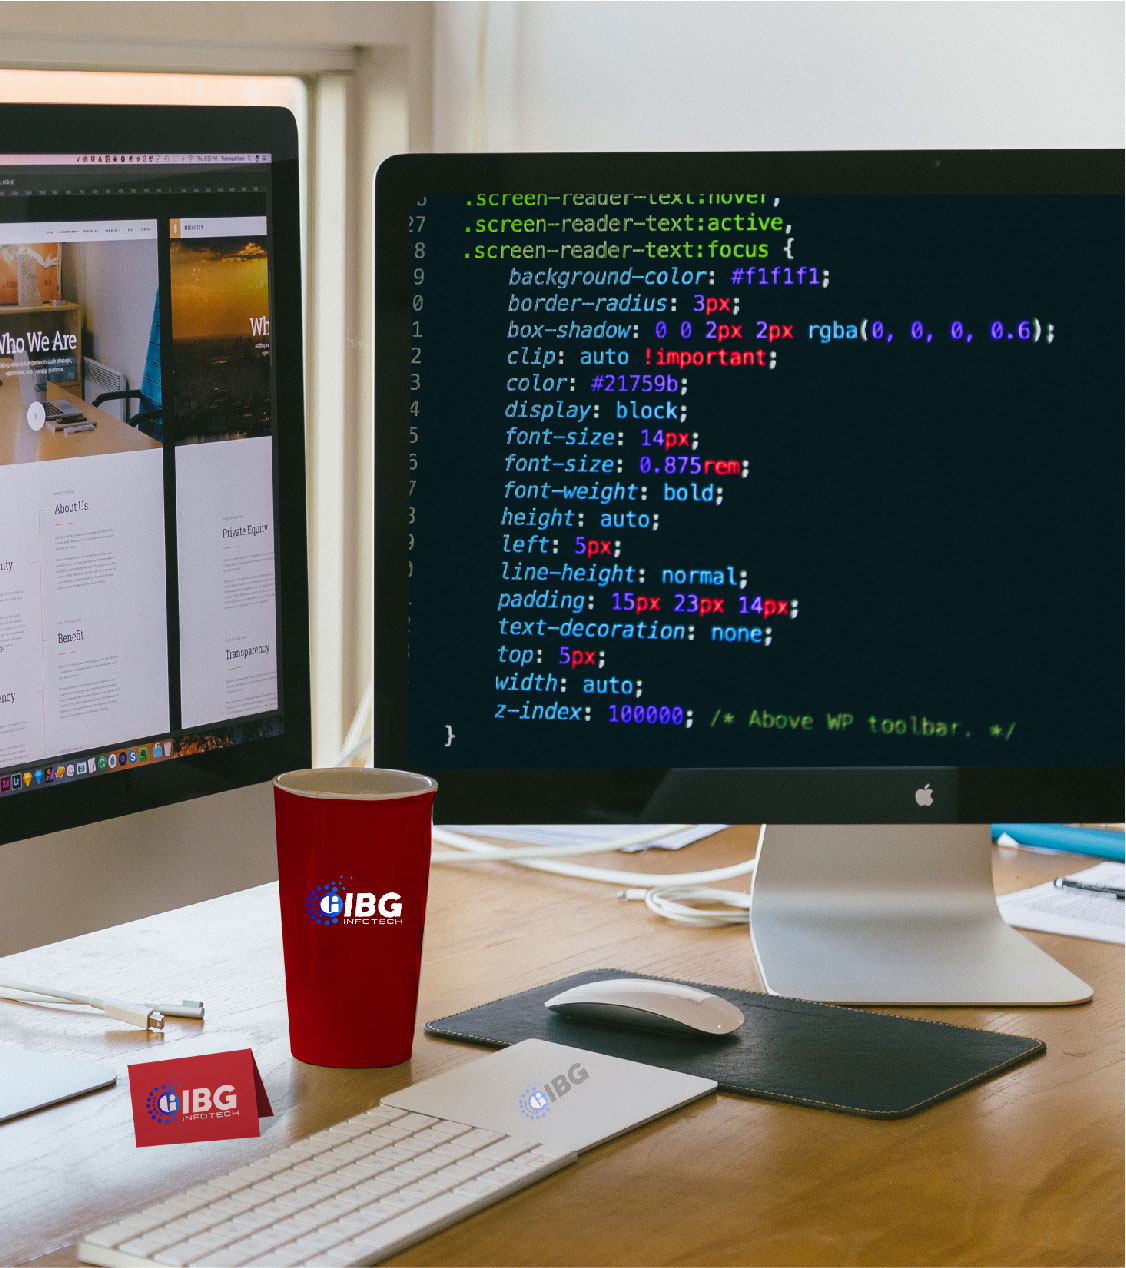 Who We Are
Wh
About Us.
Private Equity
Benefit
Transparency
.screen-reader-text:hover,
27 .screen-reader-text:active,
8 .screen-reader-text:focus {
9 background-color: #f1f1f1;
0 border-radius: 3px;
1 box-shadow: 0 0 2px 2px rgba(0, 0, 0, 0.6);
2 clip: auto !important;
3 color: #21759b;
4 display: block;
5 font-size: 14px;
6 font-size: 0.875rem;
7 font-weight: bold;
8 height: auto;
9 left: 5px;
0 line-height: normal;
padding: 15px 23px 14px;
text-decoration: none;
top: 5px;
width: auto;
z-index: 100000; /* Above WP toolbar. */
}
IBG
INFOTECH
IBG
INFOTECH
IBG